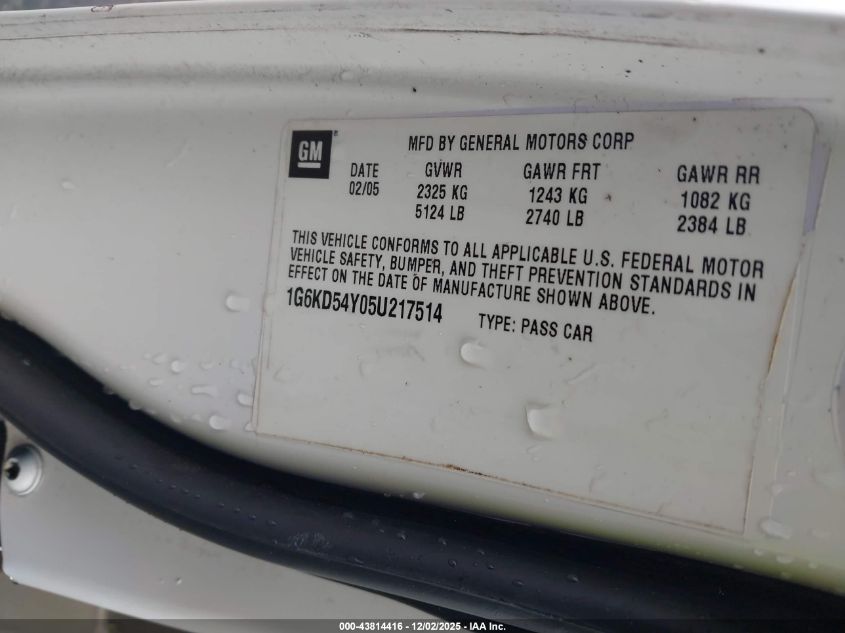 GM
MFD BY GENERAL MOTORS CORP
DATE GVWR GAWR FRT GAWR RR
02/05 2325 KG 1243 KG 1082 KG
5124 LB 2740 LB 2384 LB
THIS VEHICLE CONFORMS TO ALL APPLICABLE U.S. FEDERAL MOTOR
VEHICLE SAFETY, BUMPER, AND THEFT PREVENTION STANDARDS IN
EFFECT ON THE DATE OF MANUFACTURE SHOWN ABOVE.
1G6KD54Y05U217514 TYPE: PASS CAR
000-43814416 - 12/02/2025 - IAA Inc.